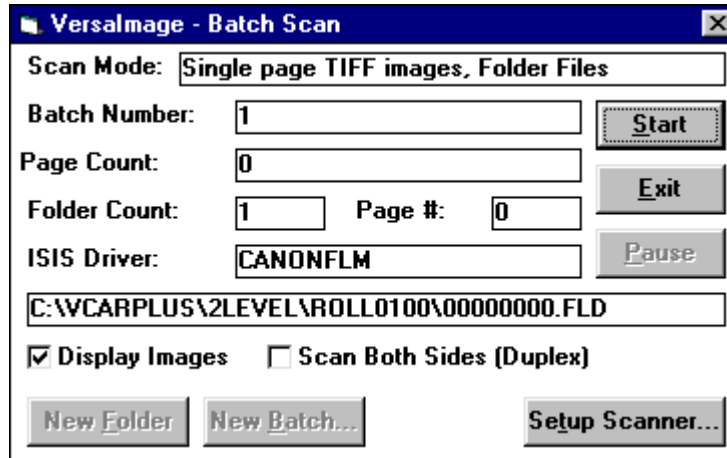 VersaImage - Batch Scan
Scan Mode: Single page TIFF images, Folder Files
Batch Number: 1
Start
Page Count: 0
Exit
Folder Count: 1 Page #: 0
ISIS Driver: CANONFLM
Pause
C:\VCARPLUS\2LEVEL\ROLL0100\00000000.FLD
Display Images Scan Both Sides (Duplex)
New Folder New Batch... Setup Scanner...